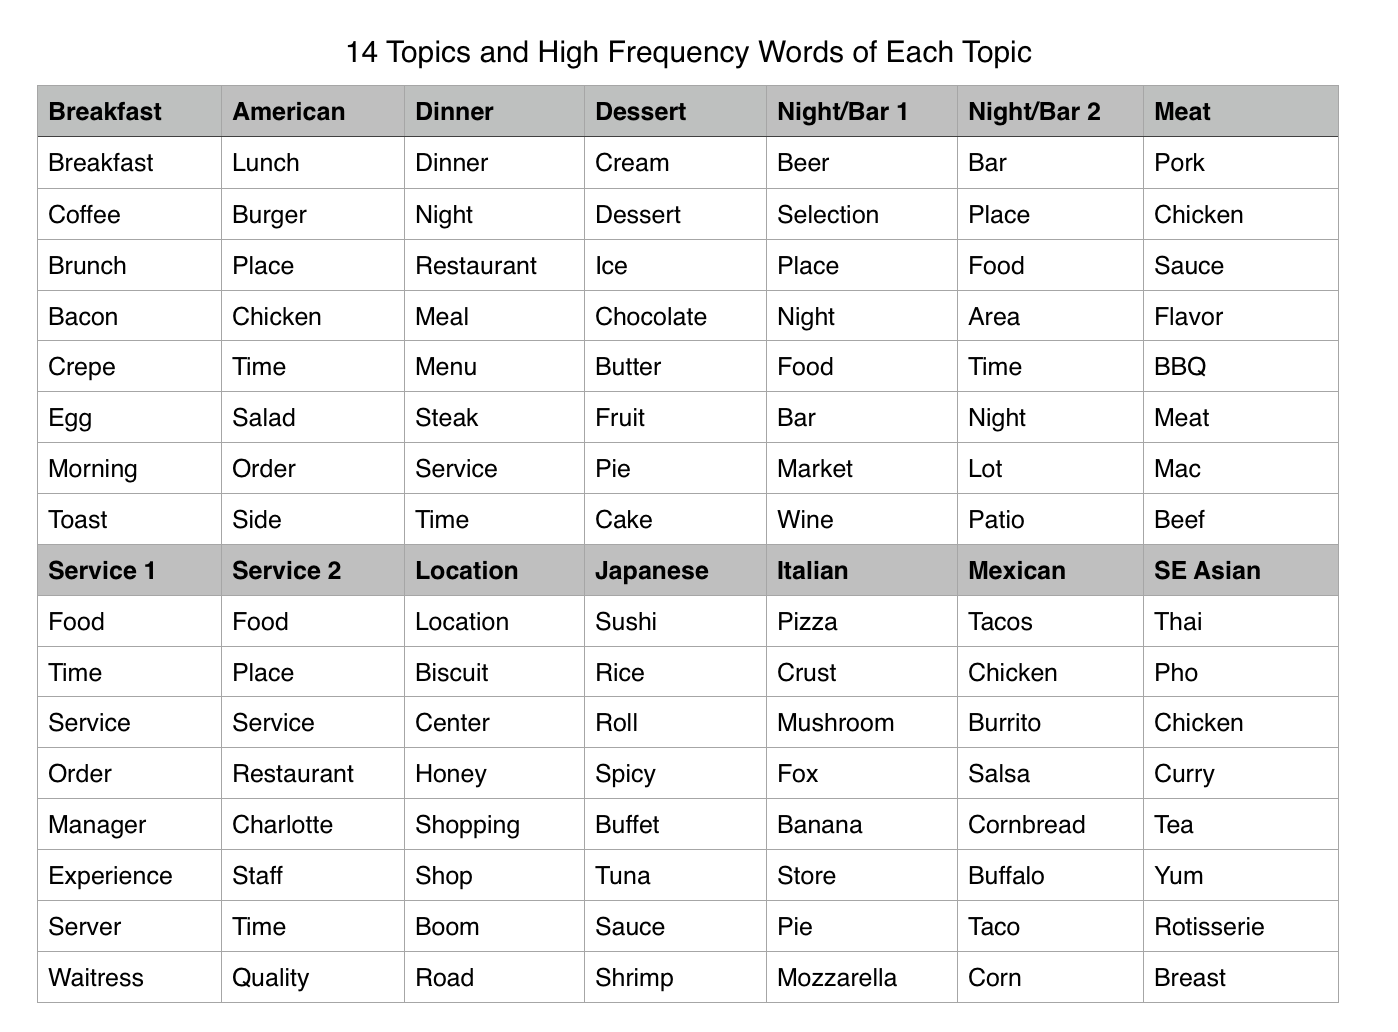 14 Topics and High Frequency Words of Each Topic
Breakfast American Dinner Dessert Night/Bar 1 Night/Bar 2 Meat
Breakfast Lunch Dinner Cream Beer Bar Pork
Coffee Burger Night Dessert Selection Place Chicken
Brunch Place Restaurant Ice Place Food Sauce
Bacon Chicken Meal Chocolate Night Area Flavor
Crepe Time Menu Butter Food Time BBQ
Egg Salad Steak Fruit Bar Night Meat
Morning Order Service Pie Market Lot Mac
Toast Side Time Cake Wine Patio Beef
Service 1 Service 2 Location Japanese Italian Mexican SE Asian
Food Food Location Sushi Pizza Tacos Thai
Time Place Biscuit Rice Crust Chicken Pho
Service Service Center Roll Mushroom Burrito Chicken
Order Restaurant Honey Spicy Fox Salsa Curry
Manager Charlotte Shopping Buffet Banana Cornbread Tea
Experience Staff Shop Tuna Store Buffalo Yum
Server Time Boom Sauce Pie Taco Rotisserie
Waitress Quality Road Shrimp Mozzarella Corn Breast